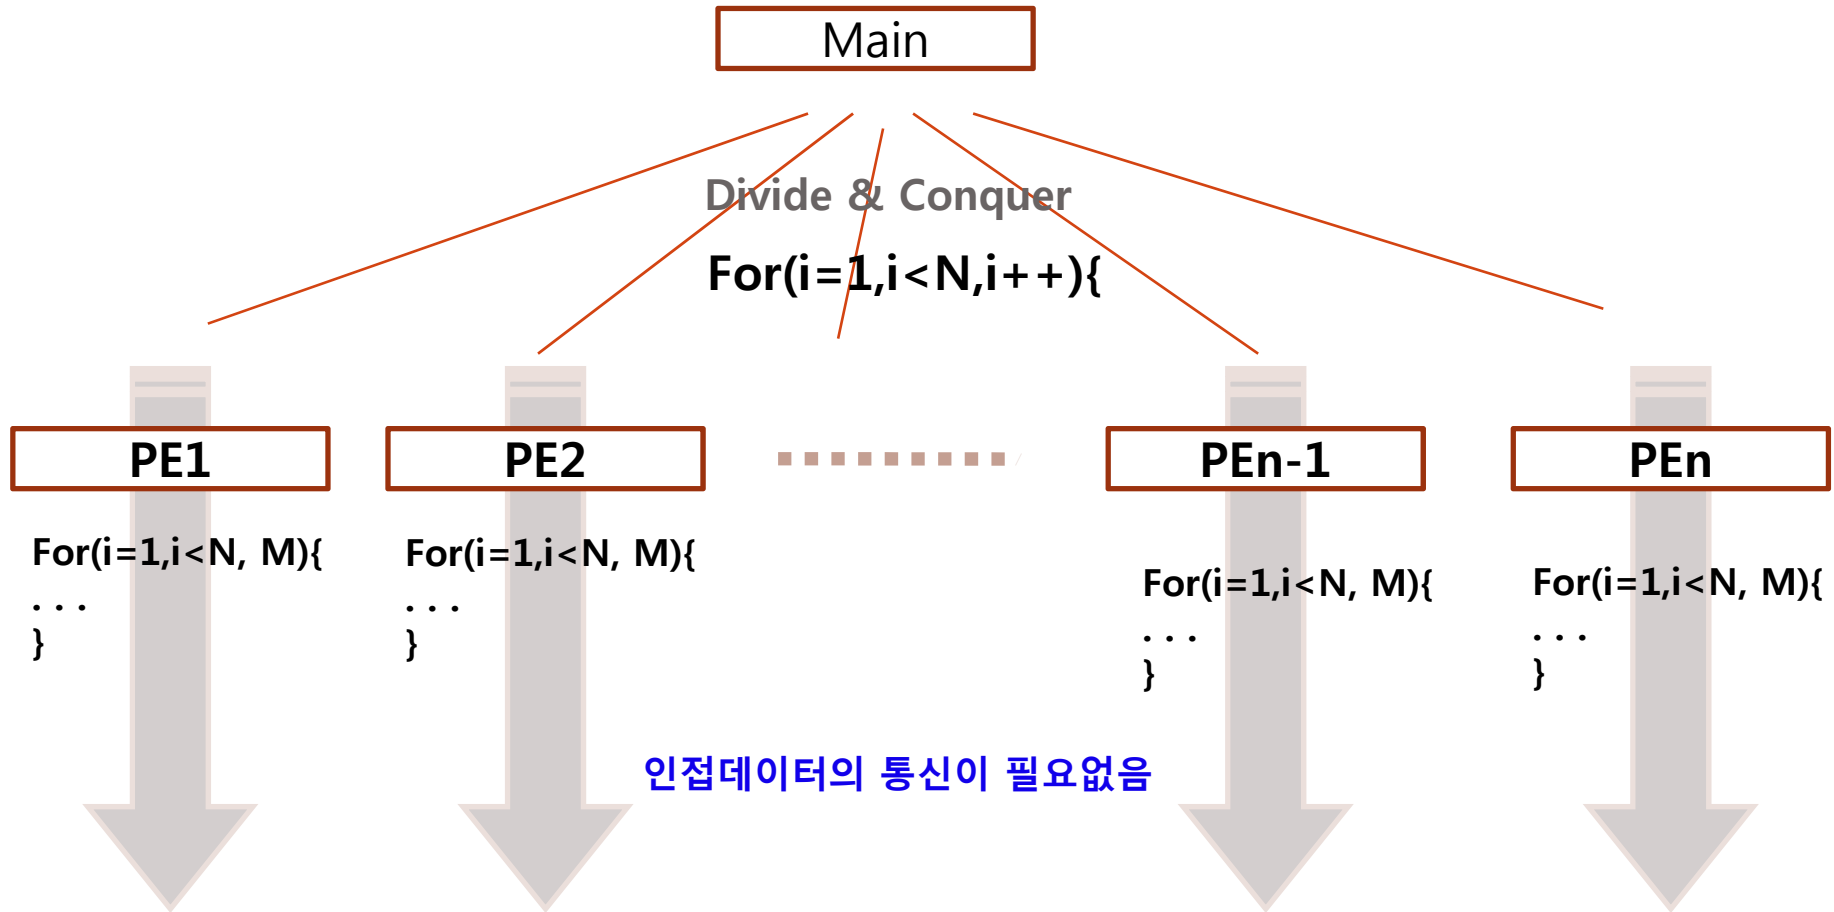 Main
Divide & Conquer
For(i=1,i<N,i++){
PE1
PE2
PEn-1
PEn
For(i=1,i<N, M){
. . .
}
For(i=1,i<N, M){
. . .
}
For(i=1,i<N, M){
. . .
}
For(i=1,i<N, M){
. . .
}
인접데이터의 통신이 필요없음